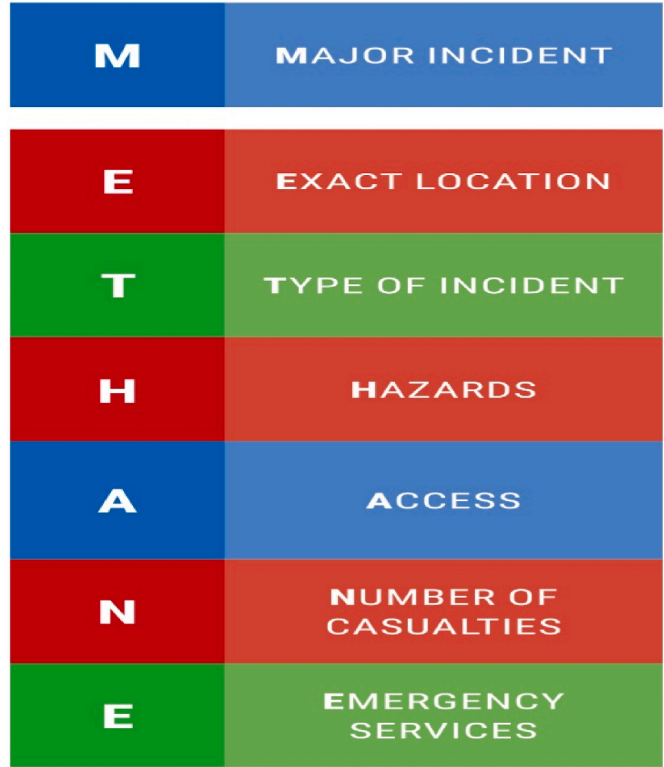 M
MAJOR INCIDENT
E
EXACT LOCATION
T
TYPE OF INCIDENT
H
HAZARDS
A
ACCESS
N
NUMBER OF
CASUALTIES
E
EMERGENCY
SERVICES